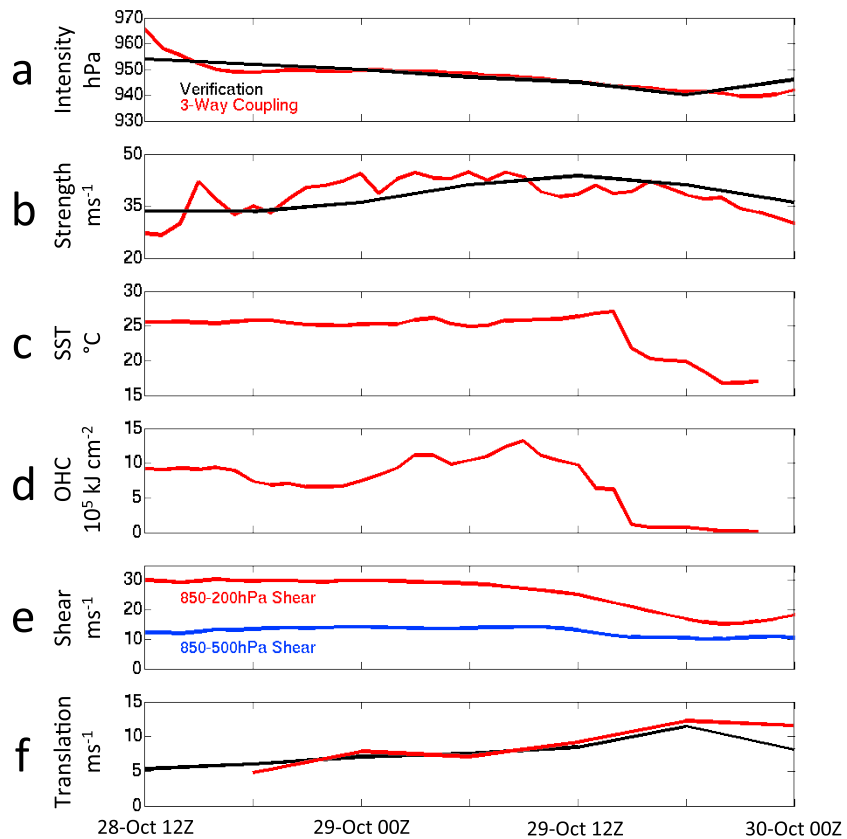 a
Intensity
hPa
970
960
950
940
930
Verification
3-Way Coupling
b
Strength
ms-1
50
35
20
c
SST
°C
30
25
20
15
d
OHC
10⁵ kJ cm⁻²
15
10
5
0
e
Shear
ms⁻¹
30
20
10
0
850-200hPa Shear
850-500hPa Shear
f
Translation
ms⁻¹
15
10
5
0
28-Oct 12Z
29-Oct 00Z
29-Oct 12Z
30-Oct 00Z